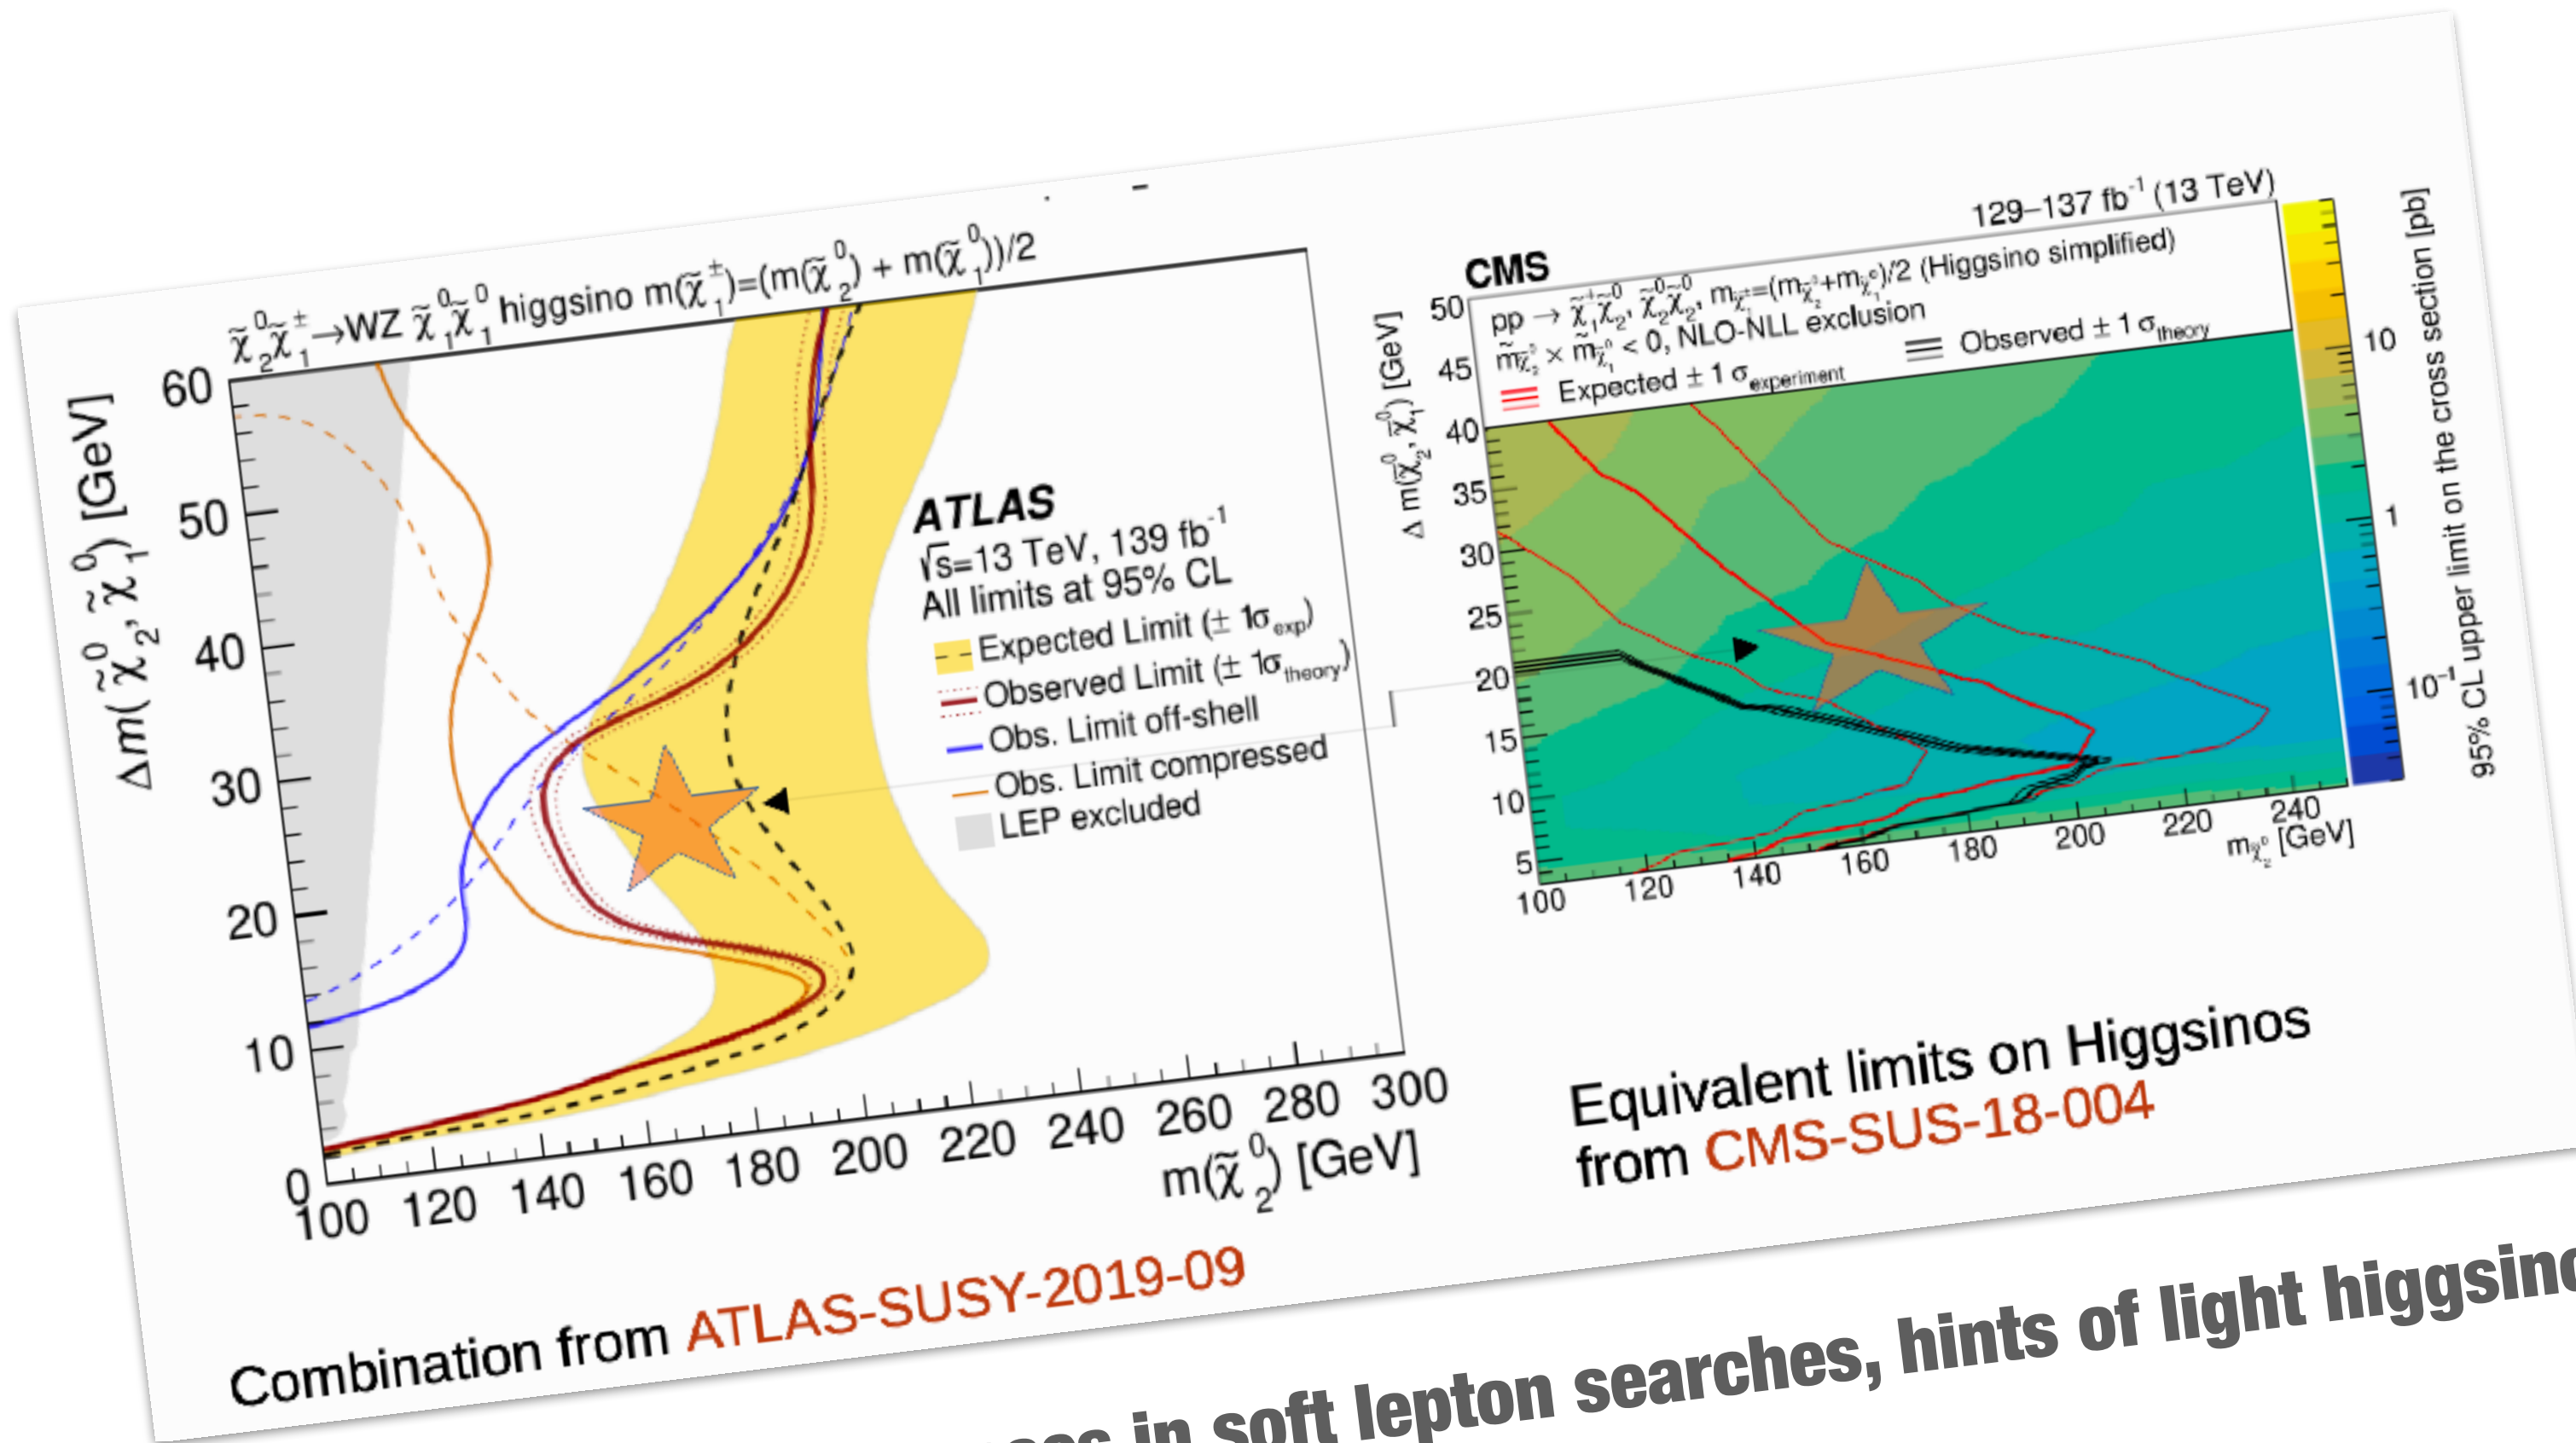 χ̃⁰₂χ̃±₁→WZ χ̃⁰₁χ̃⁰₁ higgsino m(χ̃±₁)=(m(χ̃⁰₂) + m(χ̃⁰₁))/2
Δm(χ̃⁰₂, χ̃⁰₁) [GeV]
60
50
40
30
20
10
0
ATLAS
√s=13 TeV, 139 fb⁻¹
All limits at 95% CL
Expected Limit (± 1σexp)
Observed Limit (± 1σtheory)
Obs. Limit off-shell
Obs. Limit compressed
LEP excluded
100 120 140 160 180 200 220 240 260 280 300
m(χ̃⁰₂) [GeV]
Combination from ATLAS-SUSY-2019-09
CMS
129–137 fb⁻¹ (13 TeV)
pp → χ̃±₁χ̃⁰₂, χ̃⁰₂χ̃⁰₁, mχ̃±₁=(mχ̃⁰₂+mχ̃⁰₁)/2 (Higgsino simplified)
m̃χ̃⁰₂ × m̃χ̃⁰₁ < 0, NLO-NLL exclusion
Expected ± 1 σexperiment
Observed ± 1 σtheory
Δ m(χ̃⁰₂, χ̃⁰₁) [GeV]
50
45
40
35
30
25
20
15
10
5
100 120 140 160 180 200 220 240
mχ̃⁰₂ [GeV]
10
1
10⁻¹
95% CL upper limit on the cross section [pb]
Equivalent limits on Higgsinos
from CMS-SUS-18-004
in soft lepton searches, hints of light higgsino